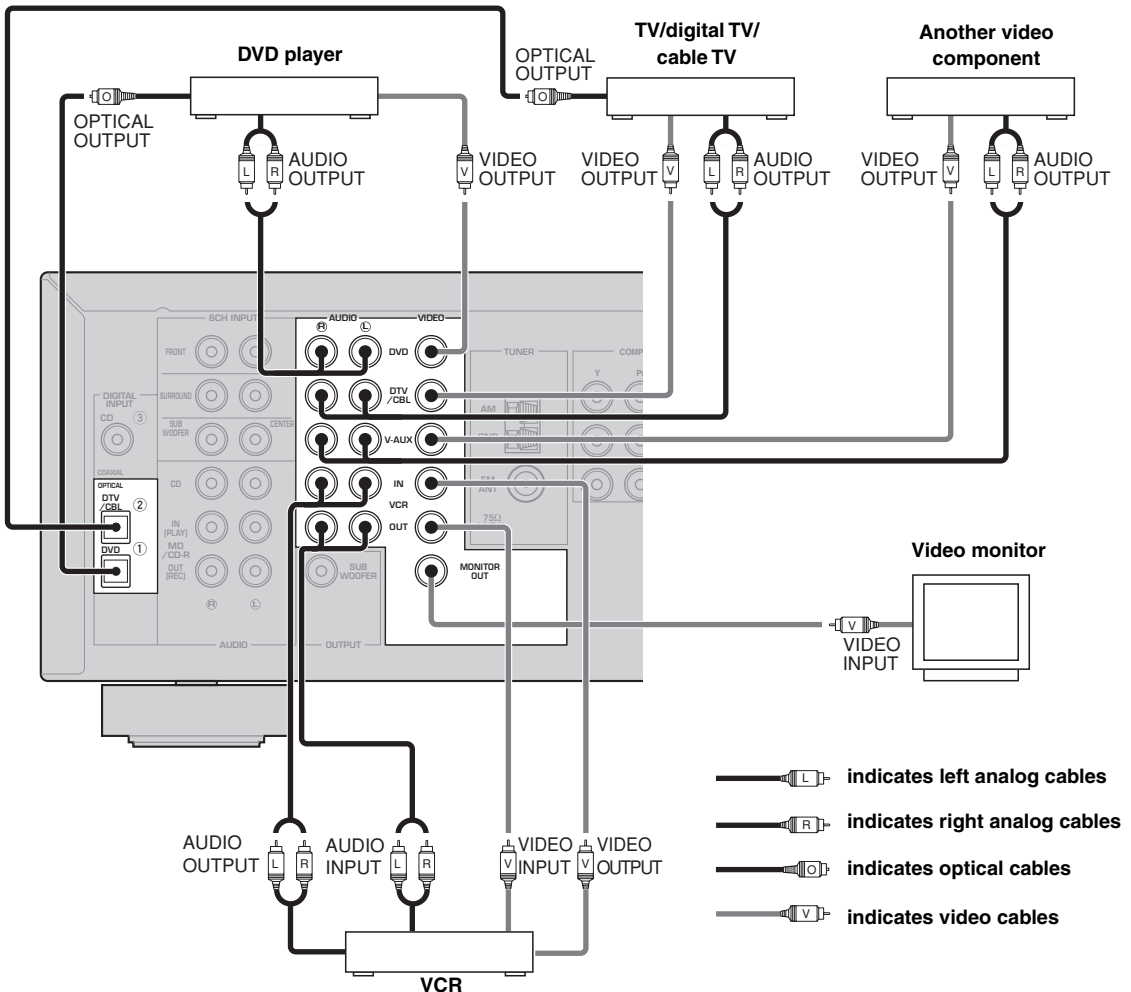 DVD player
TV/digital TV/
cable TV
Another video
component
OPTICAL
OUTPUT
OPTICAL
OUTPUT
L
R
AUDIO
OUTPUT
V
VIDEO
OUTPUT
VIDEO
OUTPUT
V
L
R
AUDIO
OUTPUT
VIDEO
OUTPUT
V
L
R
AUDIO
OUTPUT
O
O
6CH INPUT
AUDIO
VIDEO
R
L
FRONT
DVD
TUNER
Y
DIGITAL
INPUT
SURROUND
DTV
/CBL
AM
CD
③
SUB
WOOFER
CENTER
V-AUX
GND
COAXIAL
OPTICAL
CD
IN
FM
ANT
DTV
/CBL
②
VCR
75Ω
IN
(PLAY)
OUT
DVD
①
MD
/CD-R
OUT
(REC)
SUB
WOOFER
MONITOR
OUT
R
L
AUDIO
OUTPUT
Video monitor
V
VIDEO
INPUT
L
indicates left analog cables
R
indicates right analog cables
O
indicates optical cables
V
indicates video cables
AUDIO
OUTPUT
L
R
AUDIO
INPUT
L
R
V
VIDEO
INPUT
V
VIDEO
OUTPUT
VCR